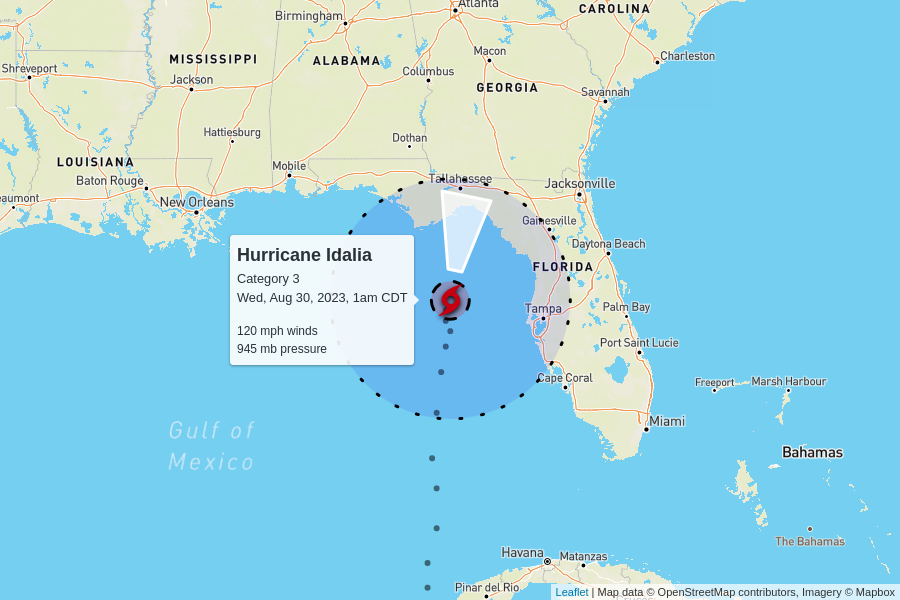 Atlanta
CAROLINA
Birmingham
Macon
Charleston
MISSISSIPPI
ALABAMA
Shreveport
Columbus
Jackson
GEORGIA
Savannah
Hattiesburg
Dothan
LOUISIANA
Mobile
Baton Rouge
Tallahassee
Jacksonville
eaumont
New Orleans
Gainesville
Daytona Beach
Hurricane Idalia
Category 3
Wed, Aug 30, 2023, 1am CDT
120 mph winds
945 mb pressure
FLORIDA
Tampa
Palm Bay
Port Saint Lucie
Cape Coral
Freeport
Marsh Harbour
Miami
Gulf of
Mexico
Bahamas
The Bahamas
Havana
Matanzas
Pinar del Rio
Leaflet | Map data © OpenStreetMap contributors, Imagery © Mapbox